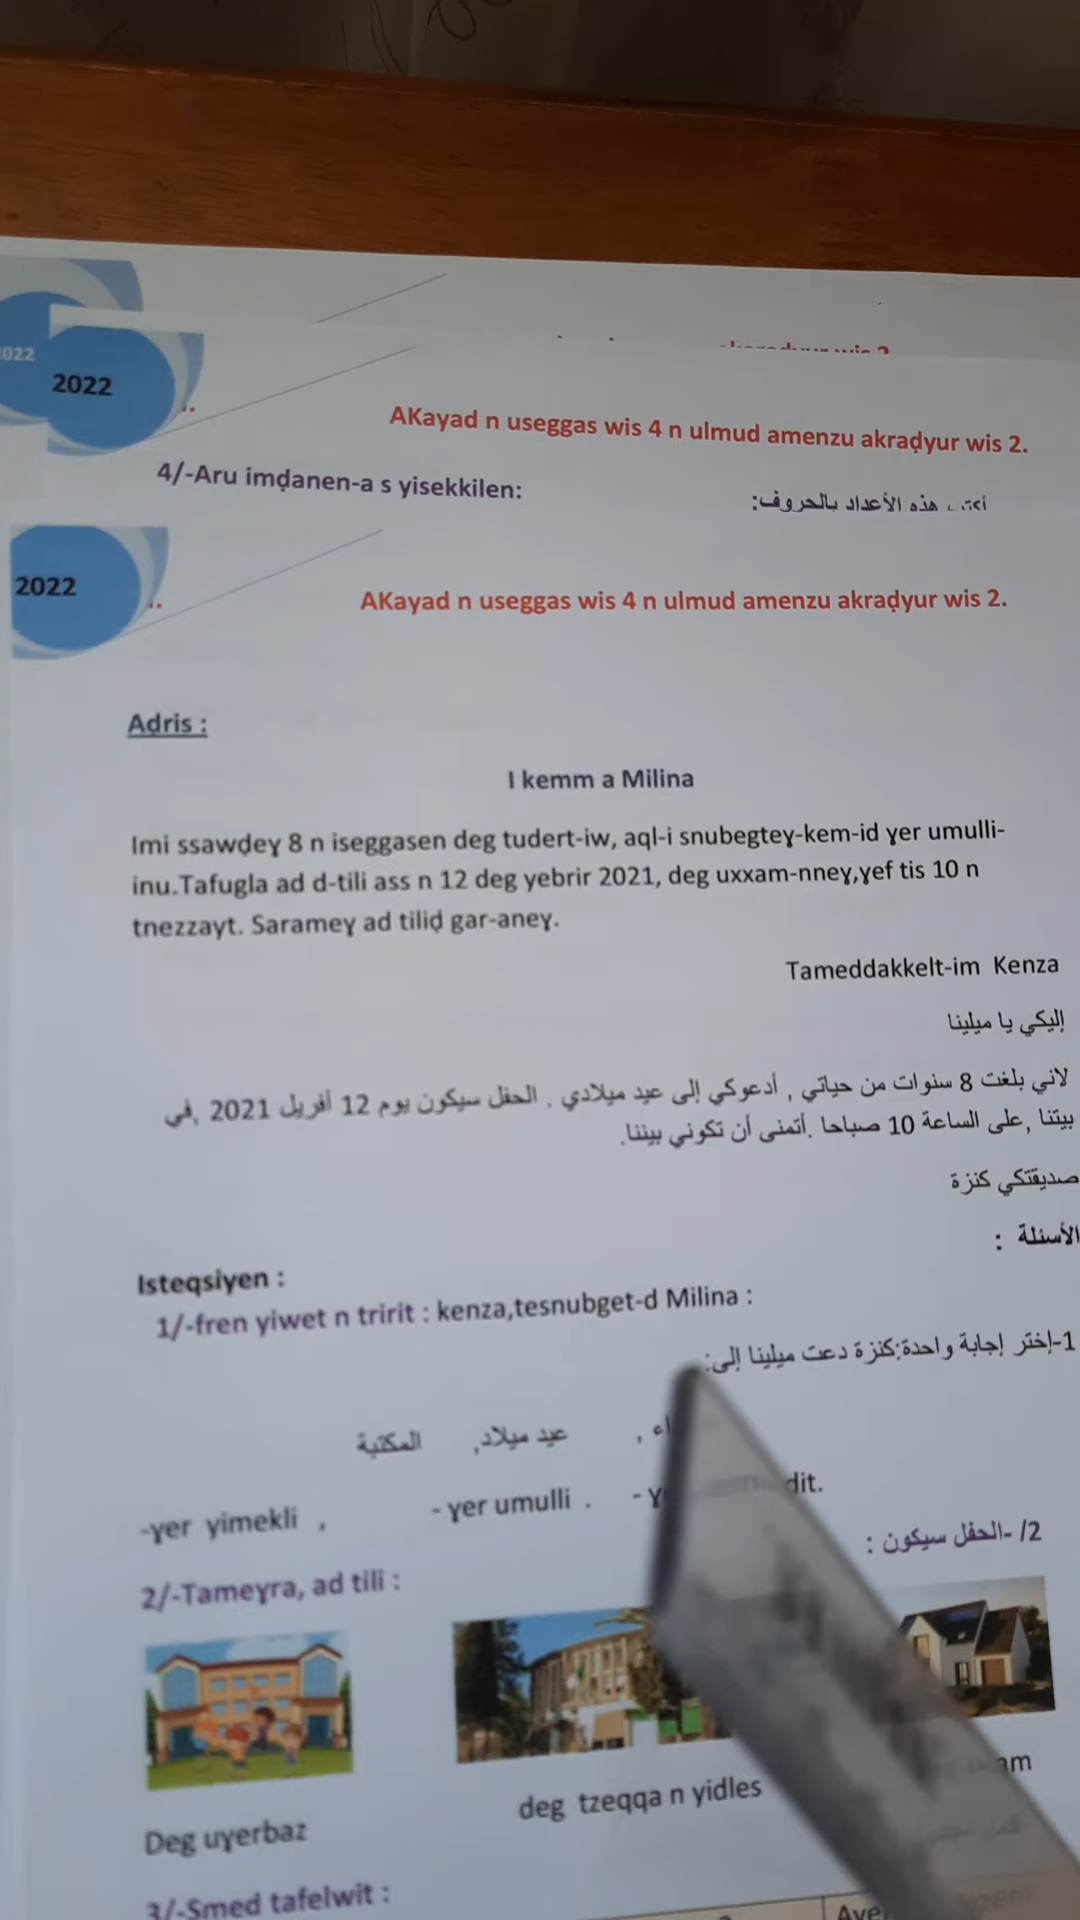 2022
AKayad n useggas wis 4 n ulmud amenzu akraḍyur wis 2.
4/-Aru imḍanen-a s yisekkilen:
هذه الأعداد بالحروف:
2022
AKayad n useggas wis 4 n ulmud amenzu akraḍyur wis 2.
Aḍris :
I kemm a Milina
Imi ssawḍeɣ 8 n iseggasen deg tudert-iw, aql-i snubegteɣ-kem-id ɣer umulli-
inu.Tafugla ad d-tili ass n 12 deg yebrir 2021, deg uxxam-nneɣ,ɣef tis 10 n
tnezzayt. Sarameɣ ad tiliḍ gar-aneɣ.
Tameddakkelt-im Kenza
إليكي يا ميلينا
لاني بلغت 8 سنوات من حياتي , أدعوكي إلى عيد ميلادي . الحفل سيكون يوم 12 أفريل 2021 ,في
بيتنا ,على الساعة 10 صباحا .أتمنى أن تكوني بيننا.
صديقتكي كنزة
الأسئلة :
Isteqsiyen :
1/-fren yiwet n tririt : kenza,tesnubget-d Milina :
1-إختر إجابة واحدة:كنزة دعت ميلينا إلى:
, عيد ميلاد, المكتبة
-ɣer yimekli , - ɣer umulli . -
2/ -الحفل سيكون :
2/-Tameɣra, ad tili :
Deg uɣerbaz deg tzeqqa n yidles
3/-Smed tafelwit :